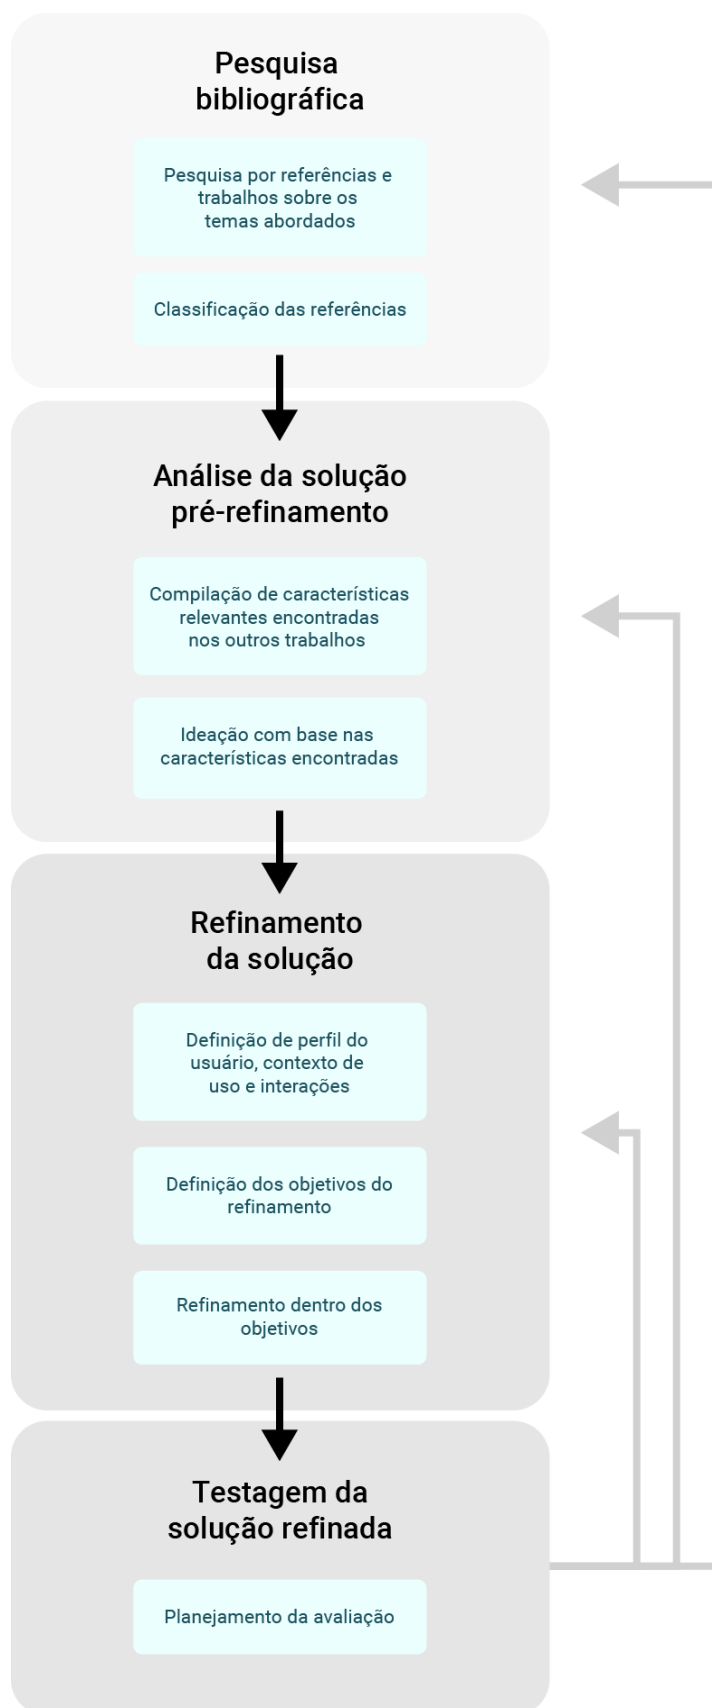 Pesquisa
bibliográfica
Pesquisa por referências e
trabalhos sobre os
temas abordados
Classificação das referências
Análise da solução
pré-refinamento
Compilação de características
relevantes encontradas
nos outros trabalhos
Ideação com base nas
características encontradas
Refinamento
da solução
Definição de perfil do
usuário, contexto de
uso e interações
Definição dos objetivos do
refinamento
Refinamento dentro dos
objetivos
Testagem da
solução refinada
Planejamento da avaliação